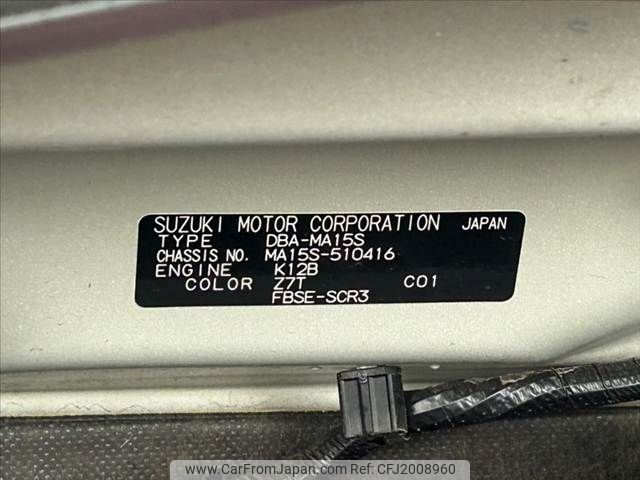 SUZUKI MOTOR CORPORATION JAPAN
TYPE DBA-MA15S
CHASSIS NO. MA15S-510416
ENGINE K12B
COLOR Z7T C01
FBSE-SCR3
www.CarFromJapan.com © CFJ2008960